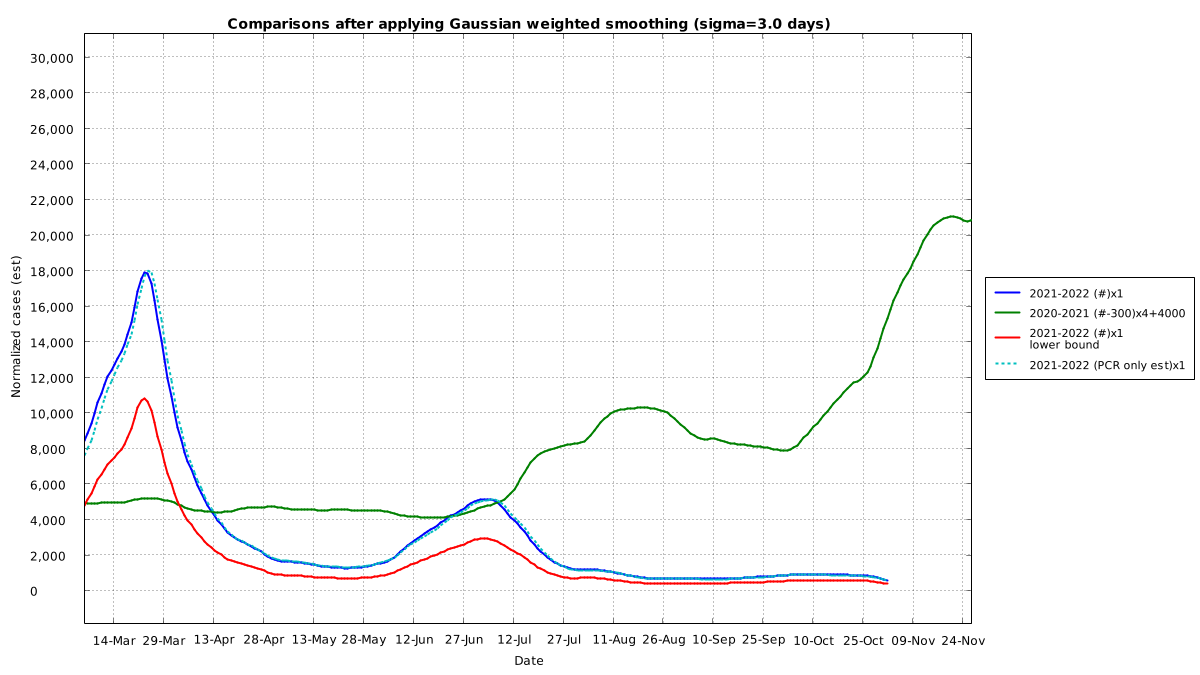 Comparisons after applying Gaussian weighted smoothing (sigma=3.0 days)
30,000
28,000
26,000
24,000
22,000
20,000
18,000
16,000
14,000
12,000
10,000
8,000
6,000
4,000
2,000
0
Normalized cases (est)
14-Mar
29-Mar
13-Apr
28-Apr
13-May
28-May
12-Jun
27-Jun
12-Jul
27-Jul
11-Aug
26-Aug
10-Sep
25-Sep
10-Oct
25-Oct
09-Nov
24-Nov
Date
2021-2022 (#)x1
2020-2021 (#-300)x4+4000
2021-2022 (#)x1
lower bound
2021-2022 (PCR only est)x1